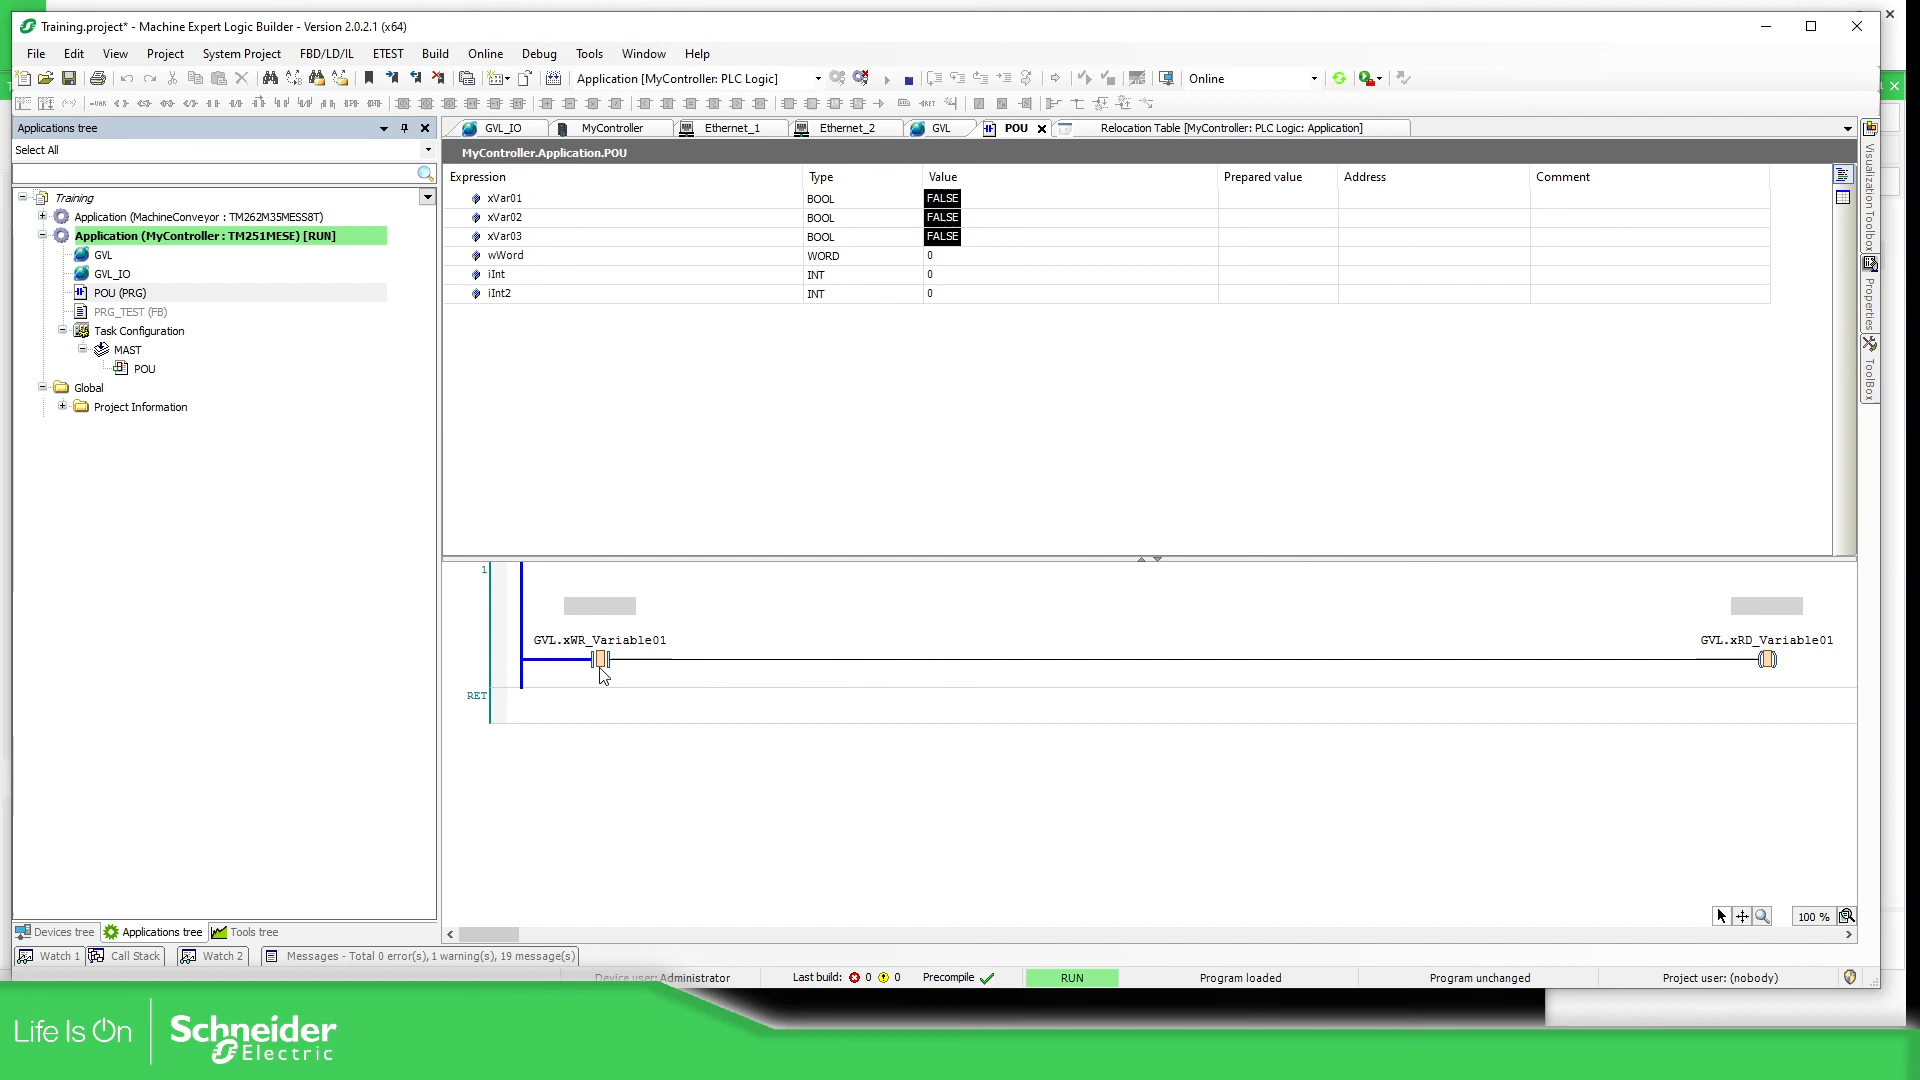 Training.project* - Machine Expert Logic Builder - Version 2.0.2.1 (x64)
File Edit View Project System Project FBD/LD/IL ETEST Build Online Debug Tools Window Help
Application [MyController: PLC Logic] Online
Applications tree
Select All
Training
Application (MachineConveyor : TM262M35MESS8T)
Application (MyController : TM251MESE) [RUN]
GVL
GVL_IO
POU (PRG)
PRG_TEST (FB)
Task Configuration
MAST
POU
Global
Project Information
GVL_IO MyController Ethernet_1 Ethernet_2 GVL POU Relocation Table [MyController: PLC Logic: Application]
MyController.Application.POU
Expression Type Value Prepared value Address Comment
xVar01 BOOL FALSE
xVar02 BOOL FALSE
xVar03 BOOL FALSE
wWord WORD 0
iInt INT 0
iInt2 INT 0
1
GVL.xWR_Variable01 GVL.xRD_Variable01
RET
100 %
Visualization Toolbox
Properties
ToolBox
Devices tree Applications tree Tools tree
Watch 1 Call Stack Watch 2 Messages - Total 0 error(s), 1 warning(s), 19 message(s)
Device user: Administrator Last build: 0 0 Precompile RUN Program loaded Program unchanged Project user: (nobody)
Life Is On
Schneider
Electric